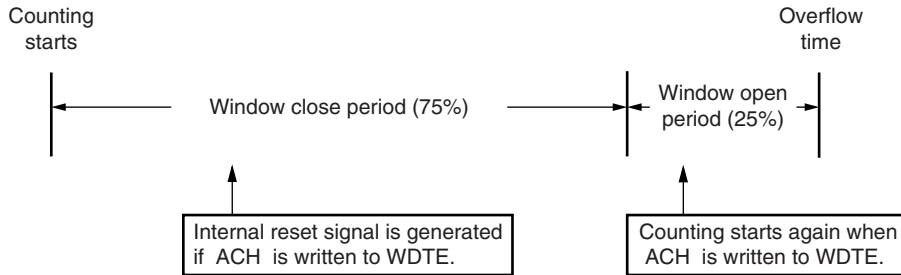 Counting
starts
Overflow
time
Window close period (75%)
Window open
period (25%)
Internal reset signal is generated
if ACH is written to WDTE.
Counting starts again when
ACH is written to WDTE.